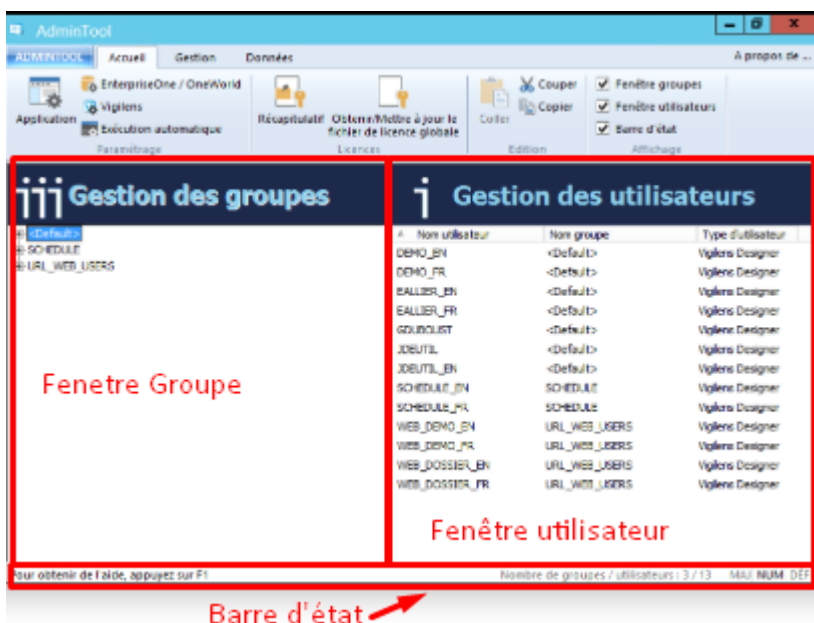 AdminTool
ADMINTOOL Accueil Gestion Données A propos de ...
Application
EnterpriseOne / OneWorld
Vigilens
Exécution automatique
Paramétrage
Récapitulatif
Obtenir/Mettre à jour le
fichier de licence globale
Licences
Coller
Couper
Copier
Edition
Fenêtre groupes
Fenêtre utilisateurs
Barre d'état
Affichage
Gestion des groupes
<Default>
SCHEDULE
URL_WEB_USERS
Fenetre Groupe
Gestion des utilisateurs
Nom utilisateur Nom groupe Type d'utilisateur
DEMO_EN <Default> Vigilens Designer
DEMO_FR <Default> Vigilens Designer
EALLIER_EN <Default> Vigilens Designer
EALLIER_FR <Default> Vigilens Designer
GDUBOUST <Default> Vigilens Designer
JDEUTIL <Default> Vigilens Designer
JDEUTIL_EN <Default> Vigilens Designer
SCHEDULE_EN SCHEDULE Vigilens Designer
SCHEDULE_FR SCHEDULE Vigilens Designer
WEB_DEMO_EN URL_WEB_USERS Vigilens Designer
WEB_DEMO_FR URL_WEB_USERS Vigilens Designer
WEB_DOSSIER_EN URL_WEB_USERS Vigilens Designer
WEB_DOSSIER_FR URL_WEB_USERS Vigilens Designer
Fenêtre utilisateur
Pour obtenir de l'aide, appuyez sur F1 Nombre de groupes / utilisateurs : 3 / 13 MAJ NUM DEF
Barre d'état